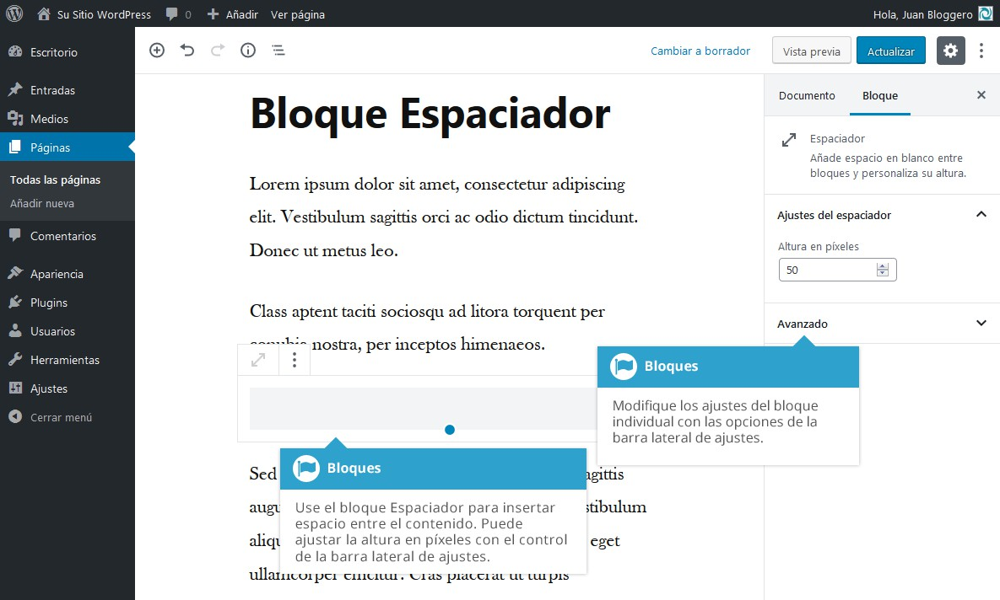 Su Sitio WordPress
0
Añadir
Ver página
Hola, Juan Bloggero
Escritorio
Entradas
Medios
Páginas
Todas las páginas
Añadir nueva
Comentarios
Apariencia
Plugins
Usuarios
Herramientas
Ajustes
Cerrar menú
Cambiar a borrador
Vista previa
Actualizar
Bloque Espaciador
Lorem ipsum dolor sit amet, consectetur adipiscing
elit. Vestibulum sagittis orci ac odio dictum tincidunt.
Donec ut metus leo.
Class aptent taciti sociosqu ad litora torquent per
conubia nostra, per inceptos himenaeos.
Sed
eget
ullamcorper efficitur. Cras placerat ut turpis
Bloques
Use el bloque Espaciador para insertar
espacio entre el contenido. Puede
ajustar la altura en píxeles con el control
de la barra lateral de ajustes.
Documento
Bloque
Espaciador
Añade espacio en blanco entre
bloques y personaliza su altura.
Ajustes del espaciador
Altura en píxeles
50
Avanzado
Bloques
Modifique los ajustes del bloque
individual con las opciones de la
barra lateral de ajustes.